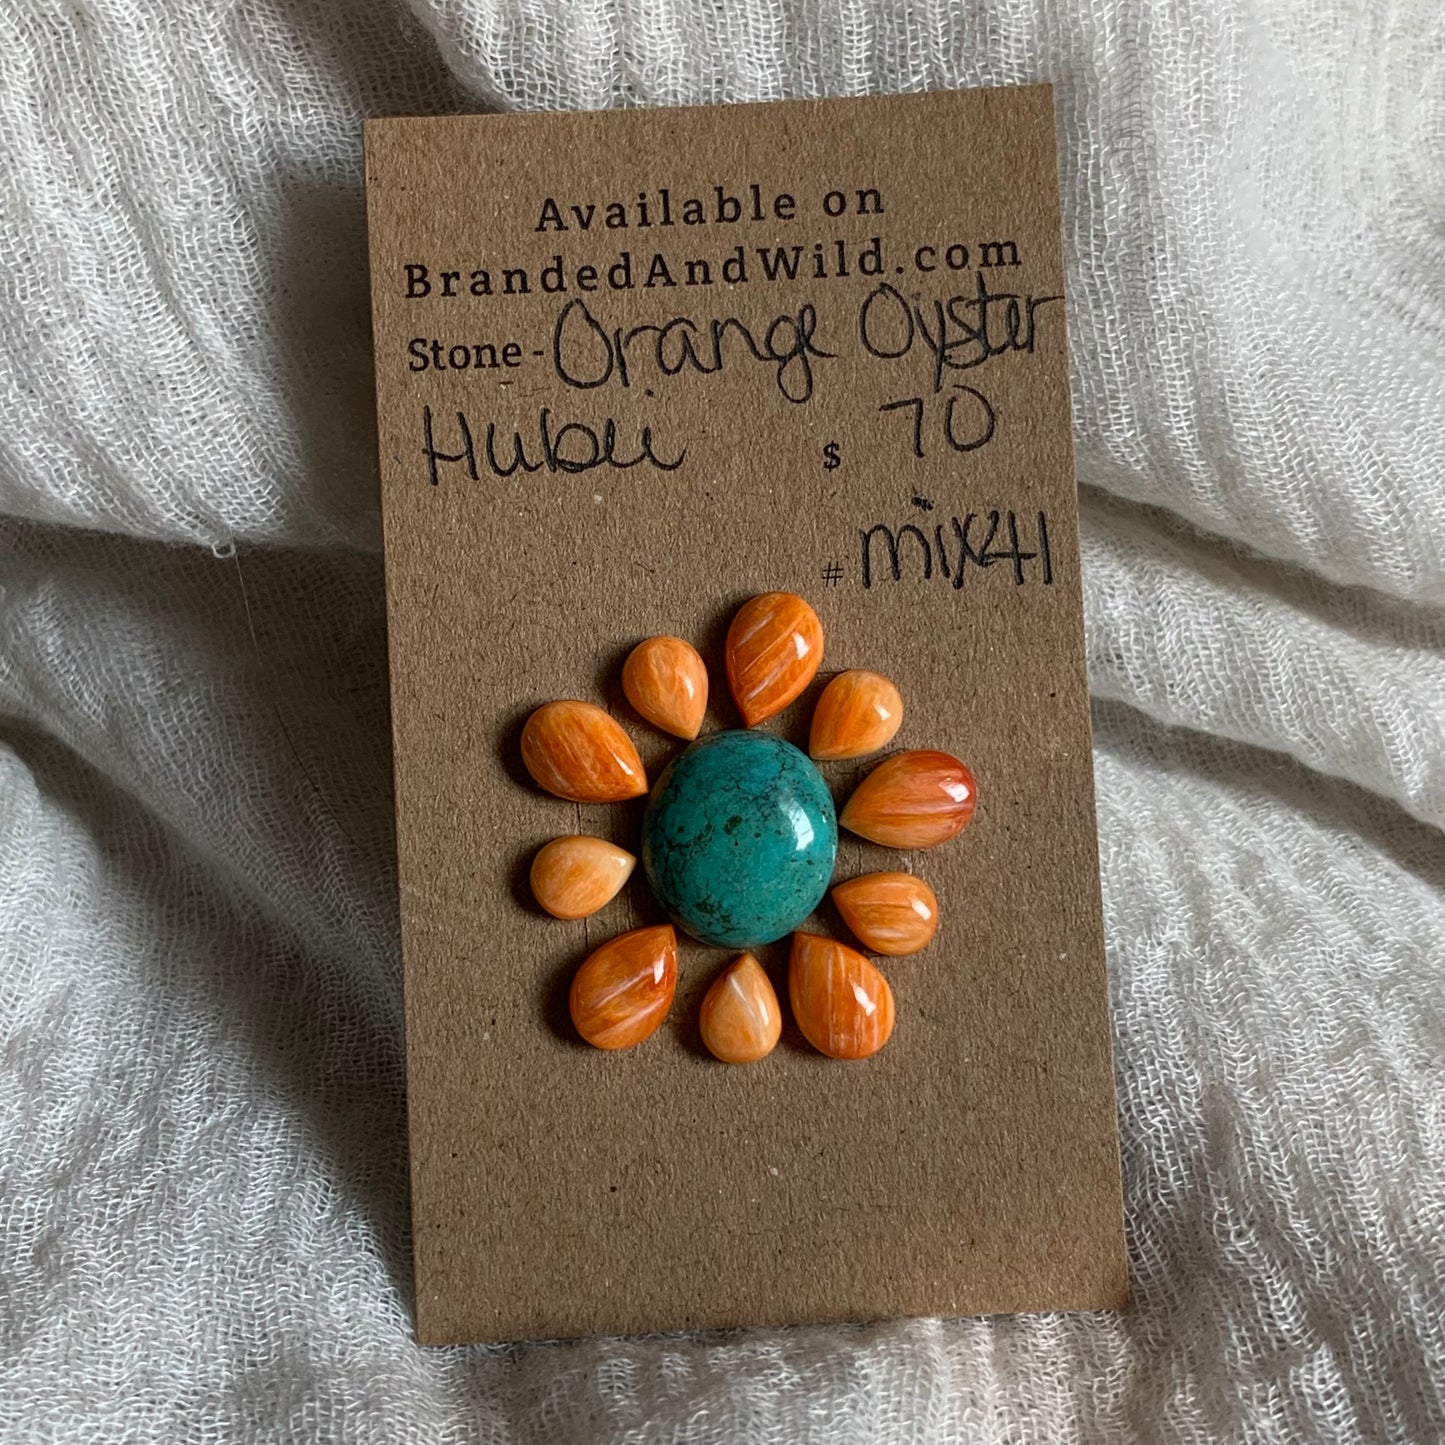 Available on
BrandedAndWild.com
Stone - Orange Oyster
Hubei $ 70
# mix41